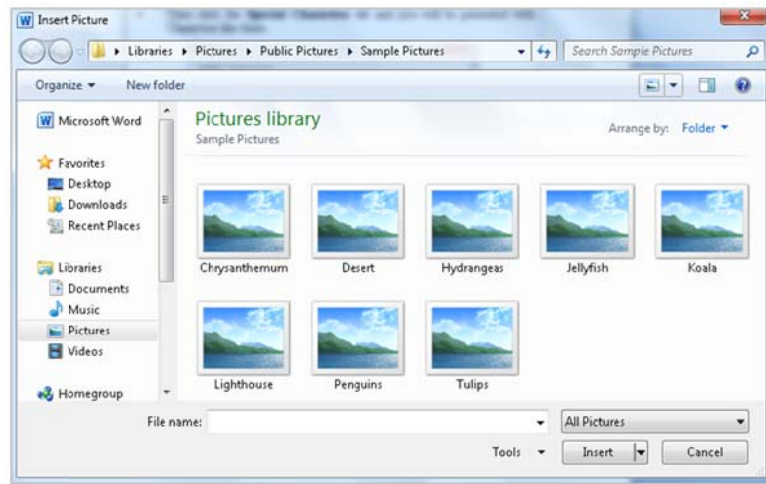 Insert Picture
Libraries ▸ Pictures ▸ Public Pictures ▸ Sample Pictures
Search Sample Pictures
Organize
New folder
Microsoft Word
Favorites
Desktop
Downloads
Recent Places
Libraries
Documents
Music
Pictures
Videos
Homegroup
Pictures library
Sample Pictures
Arrange by: Folder
Chrysanthemum Desert Hydrangeas Jellyfish Koala
Lighthouse Penguins Tulips
File name:
All Pictures
Tools Insert Cancel